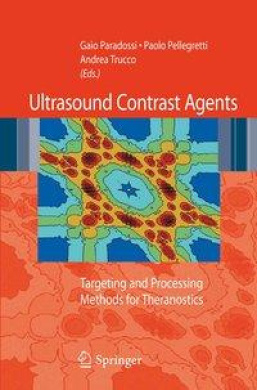 Gaio Paradossi · Paolo Pellegretti
Andrea Trucco
(Eds.)
Ultrasound Contrast Agents
Targeting and Processing
Methods for Theranostics
Springer